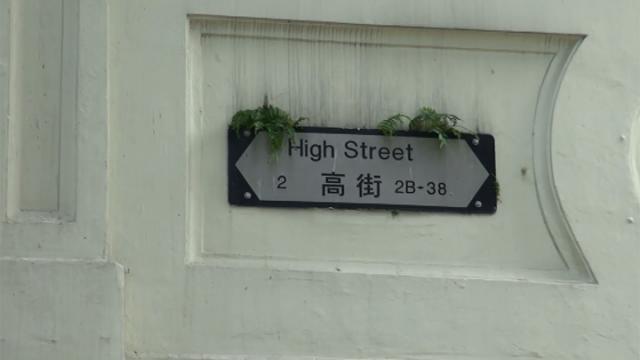 High Street
2 高街 2B-38